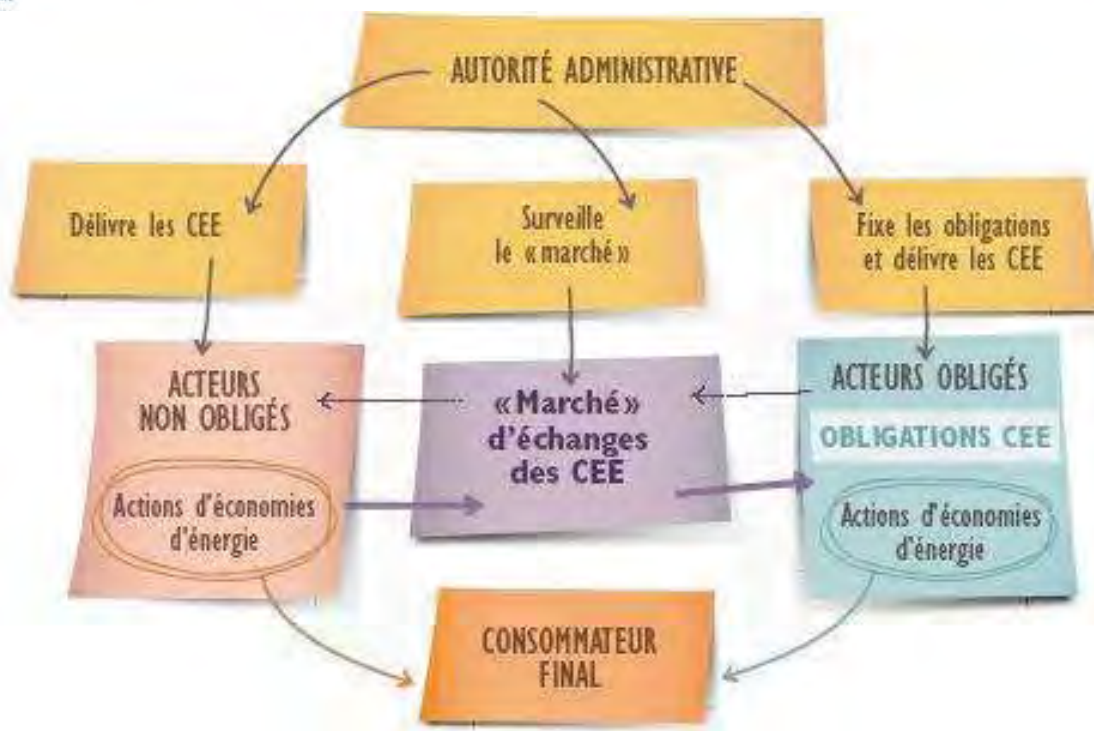 AUTORITÉ ADMINISTRATIVE
Délivre les CEE
Surveille
le « marché »
Fixe les obligations
et délivre les CEE
ACTEURS
NON OBLIGÉS
Actions d'économies
d'énergie
« Marché »
d'échanges
des CEE
ACTEURS OBLIGÉS
OBLIGATIONS CEE
Actions d'économies
d'énergie
CONSOMMATEUR
FINAL